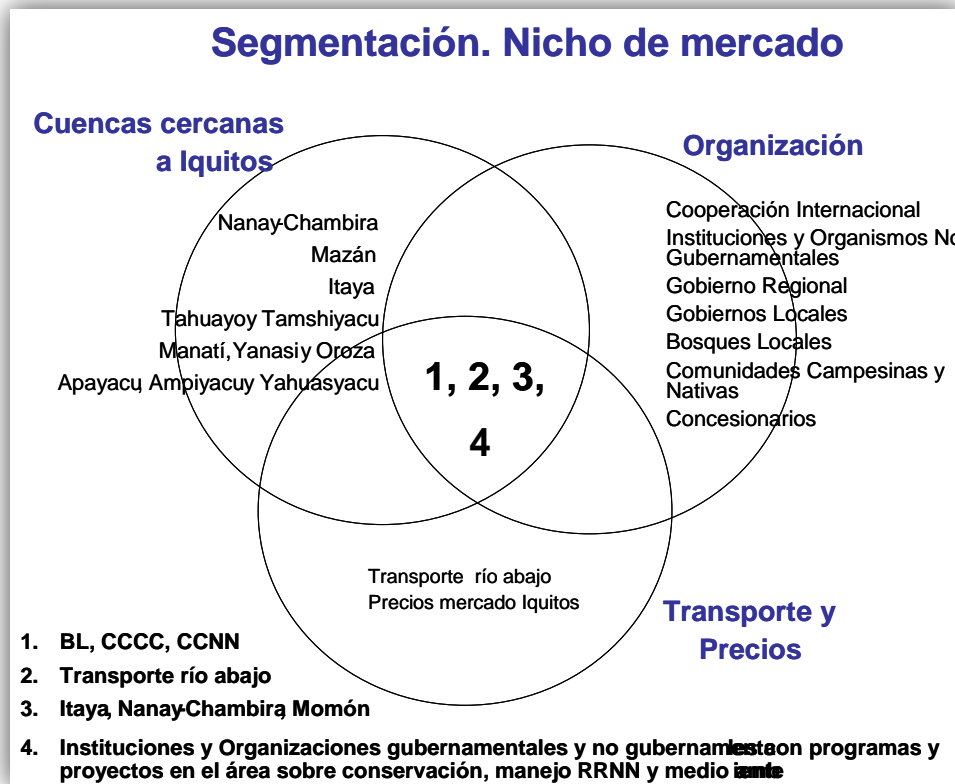 Segmentación. Nicho de mercado
Cuencas cercanas
a Iquitos
Nanay-Chambira
Mazán
Itaya
Tahuayo y Tamshiyacu
Manatí, Yanasi y Oroza
Apayacu, Ampiyacu y Yahuasyacu
Organización
Cooperación Internacional
Instituciones y Organismos No
Gubernamentales
Gobierno Regional
Gobiernos Locales
Bosques Locales
Comunidades Campesinas y
Nativas
Concesionarios
1, 2, 3,
4
Transporte río abajo
Precios mercado Iquitos
Transporte y
Precios
1. BL, CCCC, CCNN
2. Transporte río abajo
3. Itaya, Nanay-Chambira, Momón
4. Instituciones y Organizaciones gubernamentales y no gubernamentales con programas y
proyectos en el área sobre conservación, manejo RRNN y medio